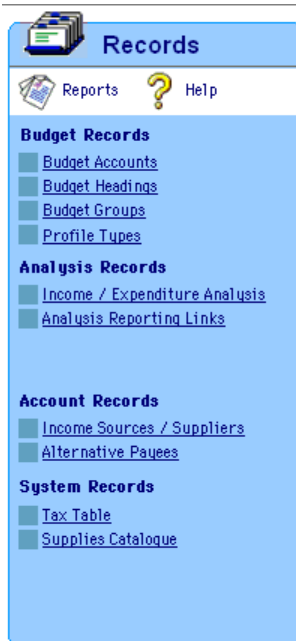 Records
Reports Help
Budget Records
Budget Accounts
Budget Headings
Budget Groups
Profile Types
Analysis Records
Income / Expenditure Analysis
Analysis Reporting Links
Account Records
Income Sources / Suppliers
Alternative Payees
System Records
Tax Table
Supplies Catalogue